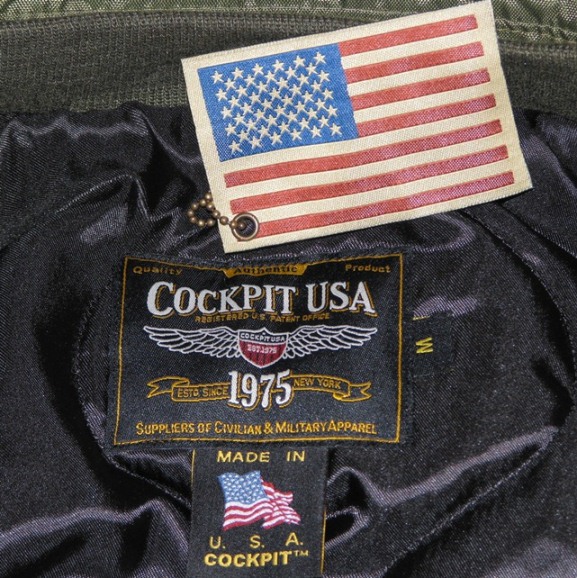 Quality Authentic Product
COCKPIT USA
REGISTERED U.S. PATENT OFFICE
COCKPIT USA
EST. 1975
ESTD SINCE 1975 NEW YORK
SUPPLIERS OF CIVILIAN & MILITARY APPAREL
M
MADE IN
U. S. A.
COCKPIT™